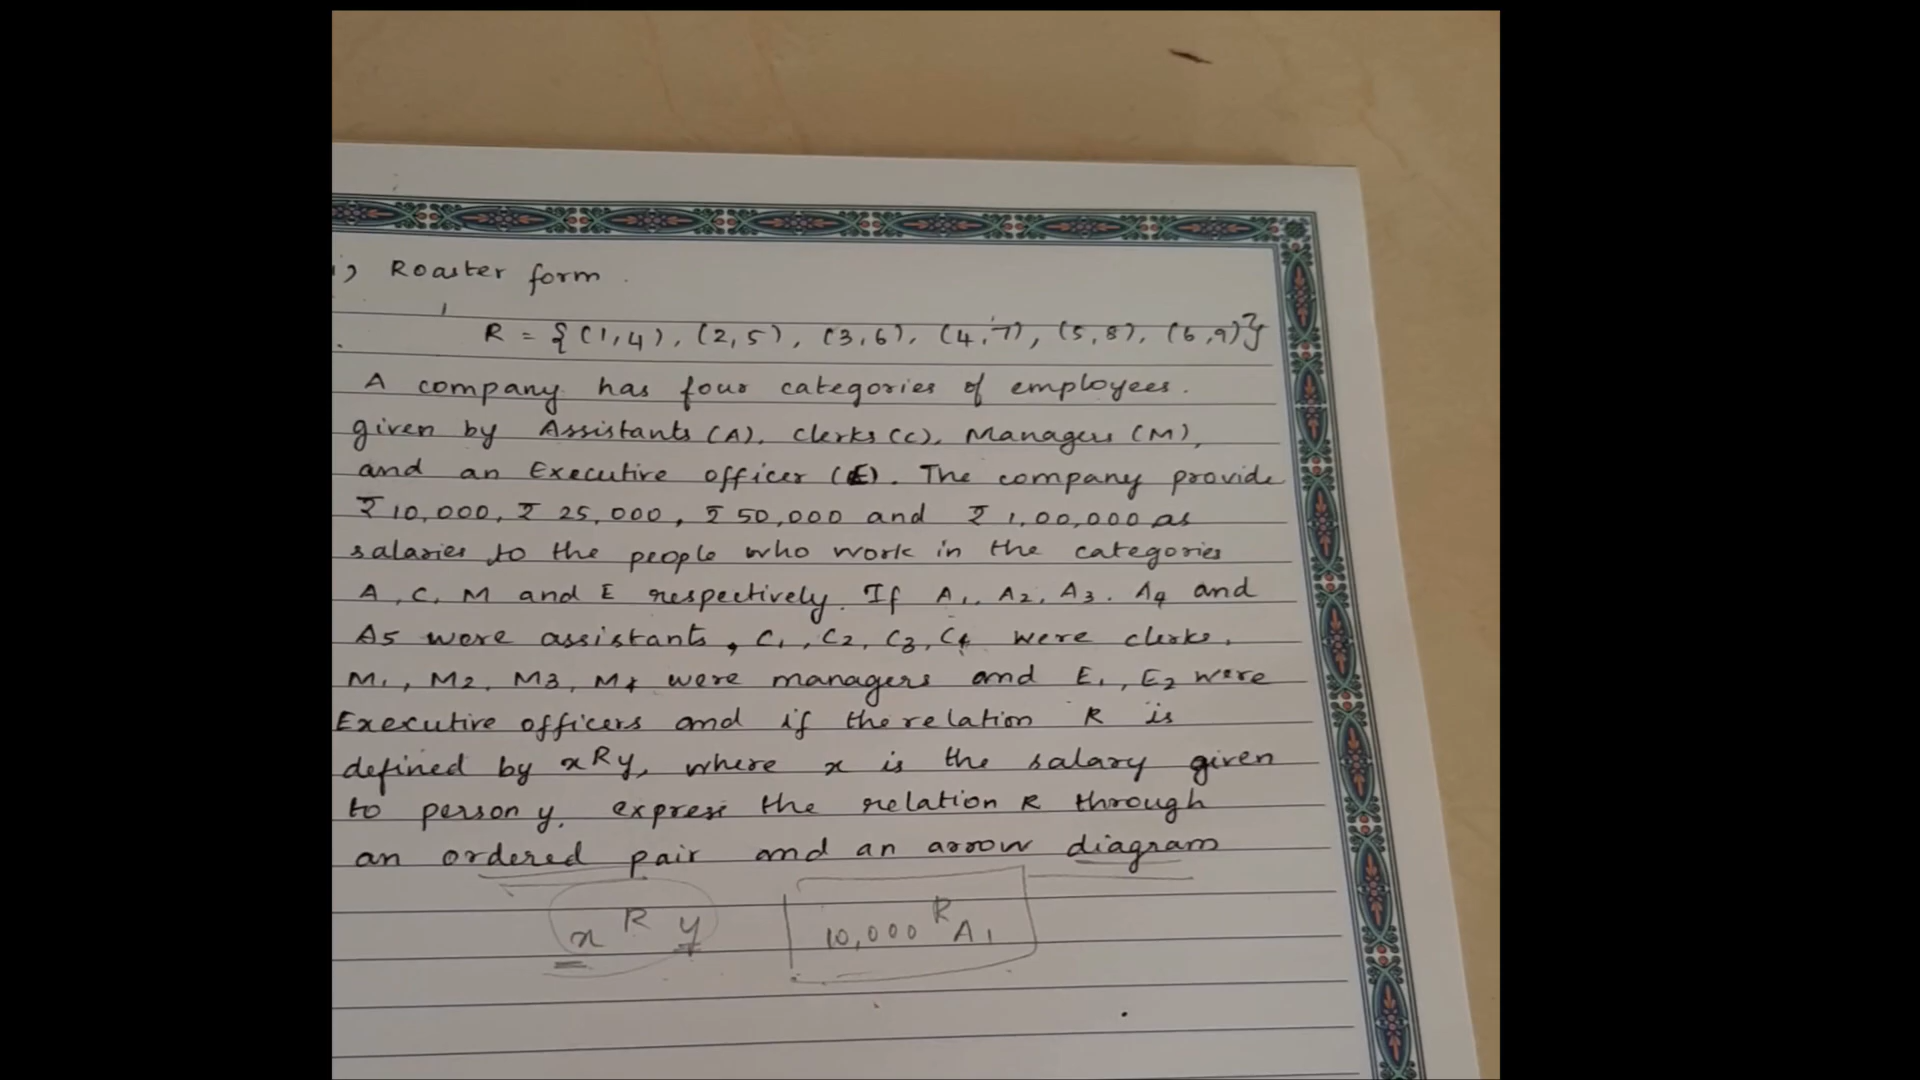 ), Roaster form.
R = {(1,4), (2,5), (3,6), (4,7), (5,8), (6,9)}
A company has four categories of employees.
given by Assistants (A), Clerks (C), Managers (M),
and an Executive officer (E). The company provide
₹ 10,000, ₹ 25,000, ₹ 50,000 and ₹ 1,00,000 as
salaries to the people who work in the categories
A, C, M and E respectively. If A1, A2, A3, A4 and
A5 were assistants, C1, C2, C3, C4 were clerks,
M1, M2, M3, M4 were managers and E1, E2 were
Executive officers and if the relation R is
defined by xRy, where x is the salary given
to person y, express the relation R through
an ordered pair and an arrow diagram
x R y 10,000 R A1